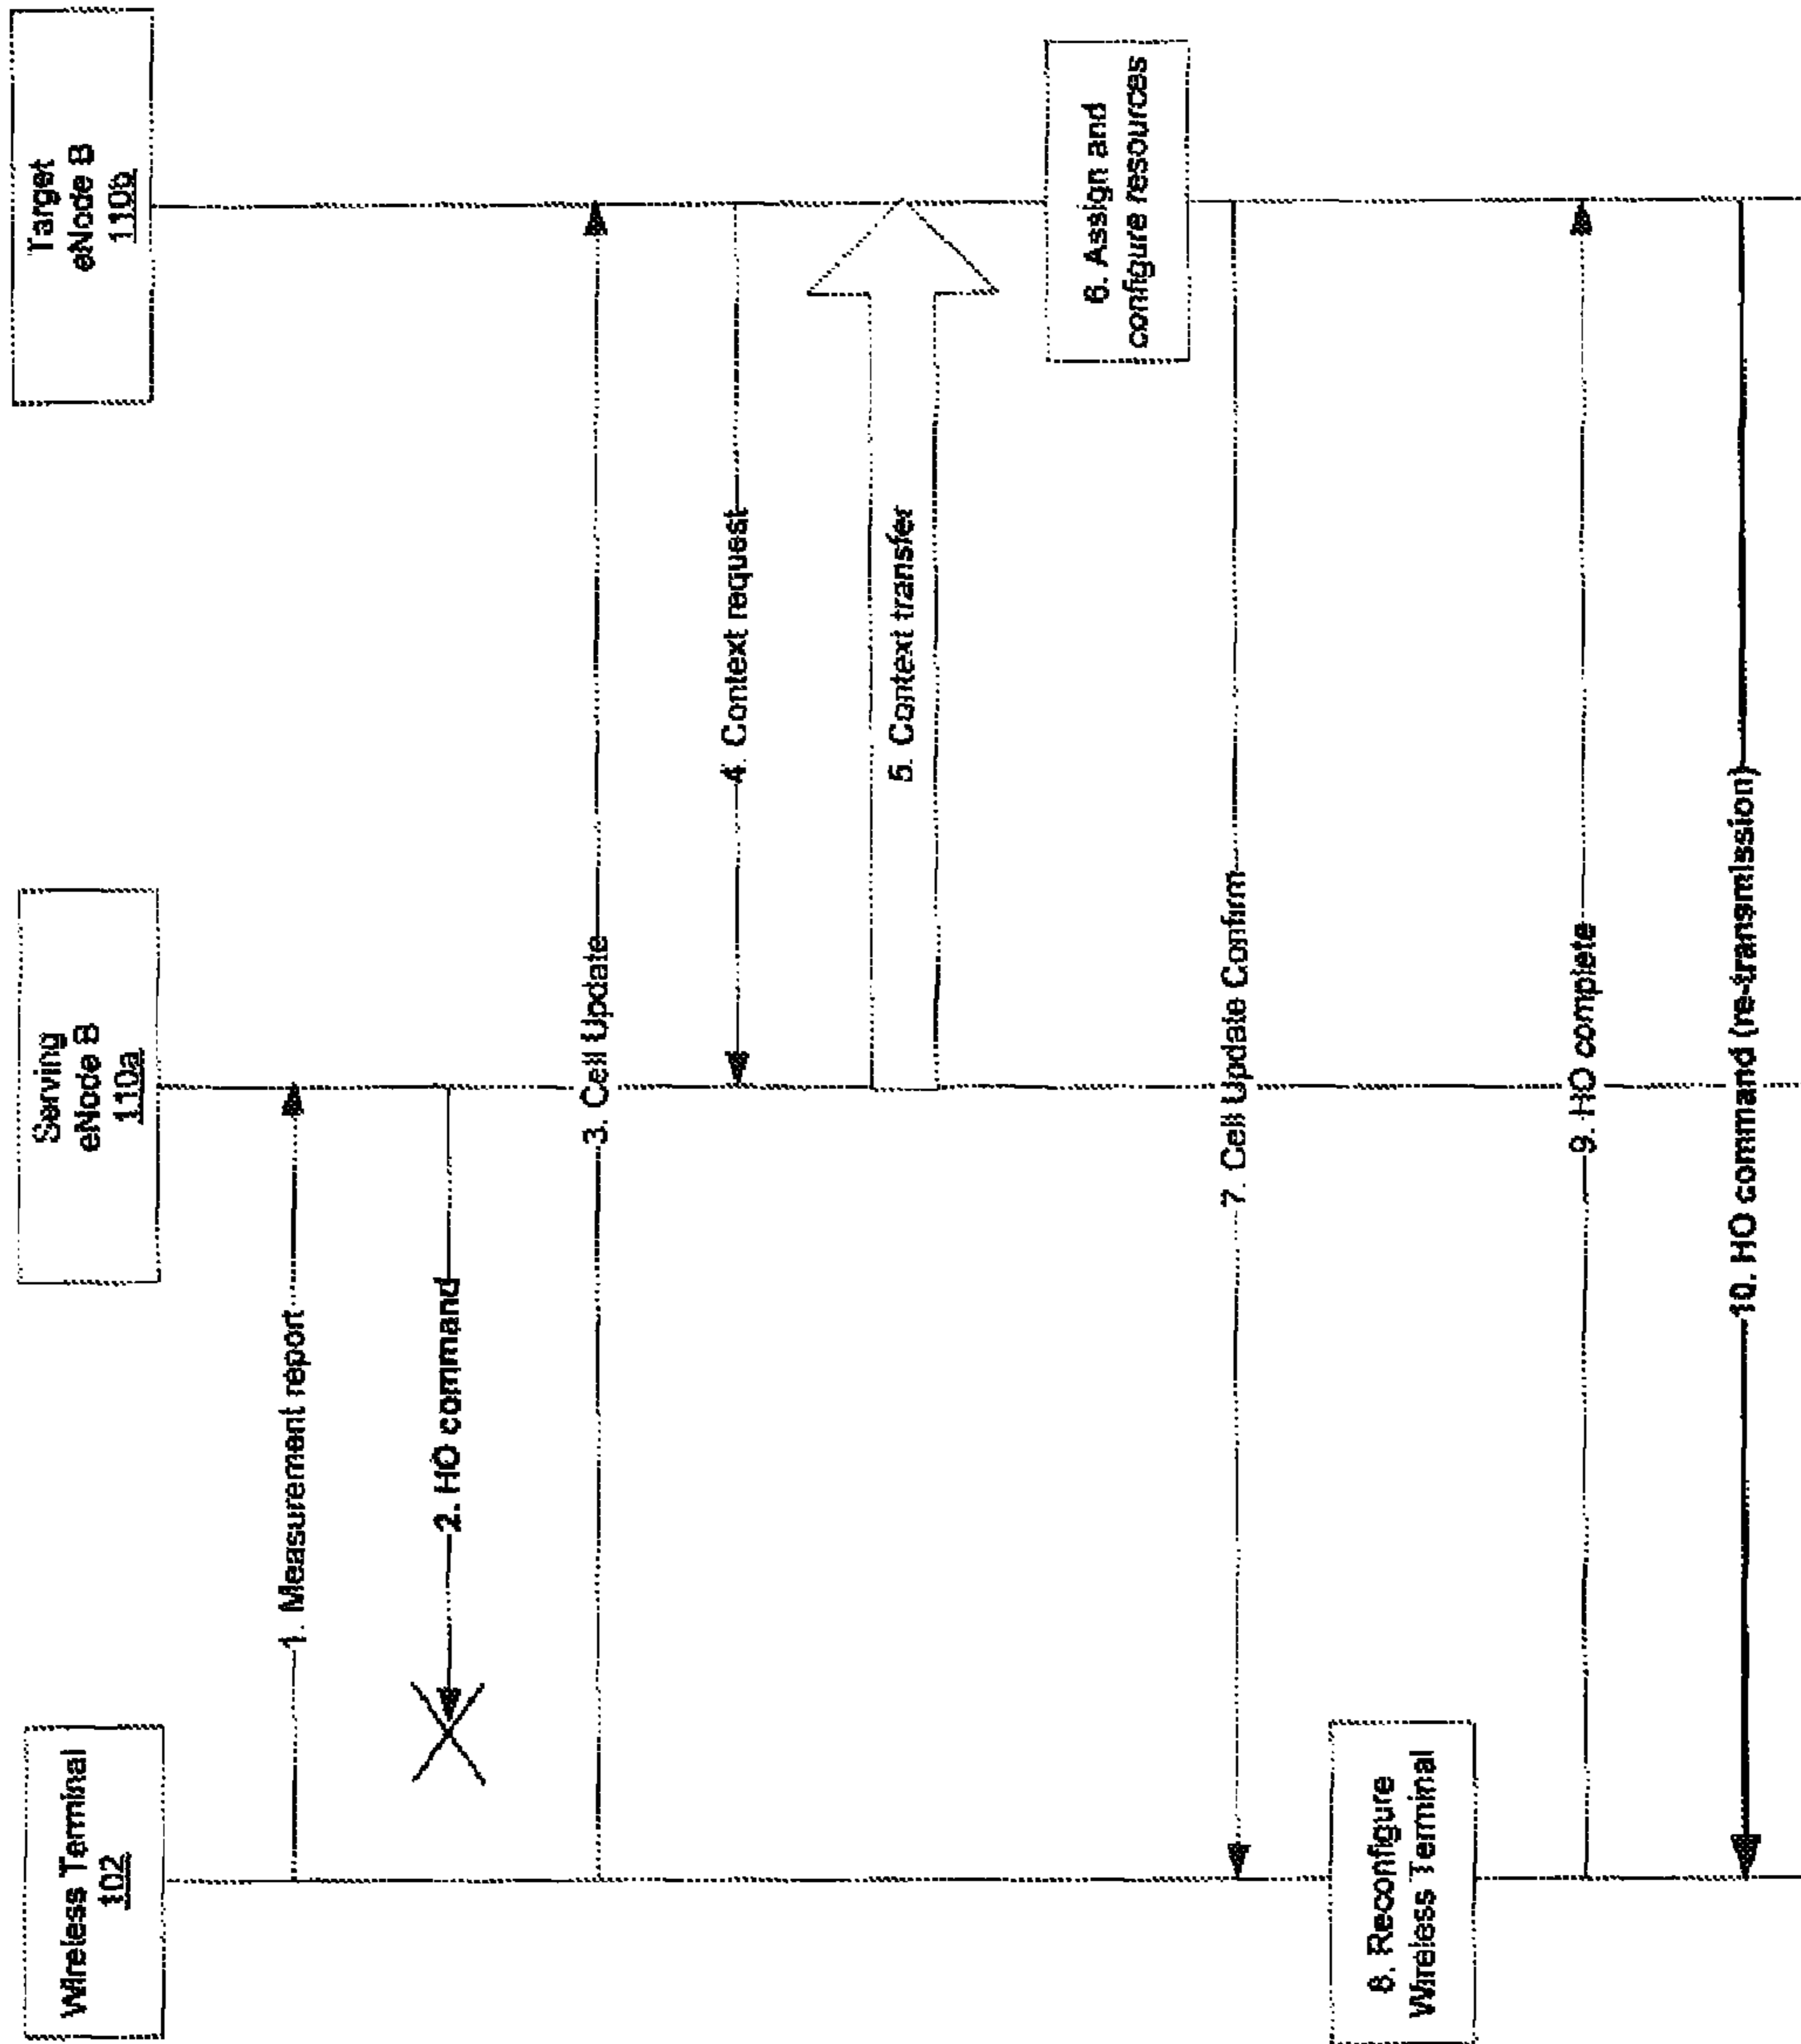 Wireless Terminal
102
Serving
eNode B
110a
Target
eNode B
110b
1. Measurement report
2. HO command
3. Cell Update
4. Context request
5. Context transfer
6. Assign and
configure resources
7. Cell Update Confirm
8. Reconfigure
Wireless Terminal
9. HO complete
10. HO command (re-transmission)